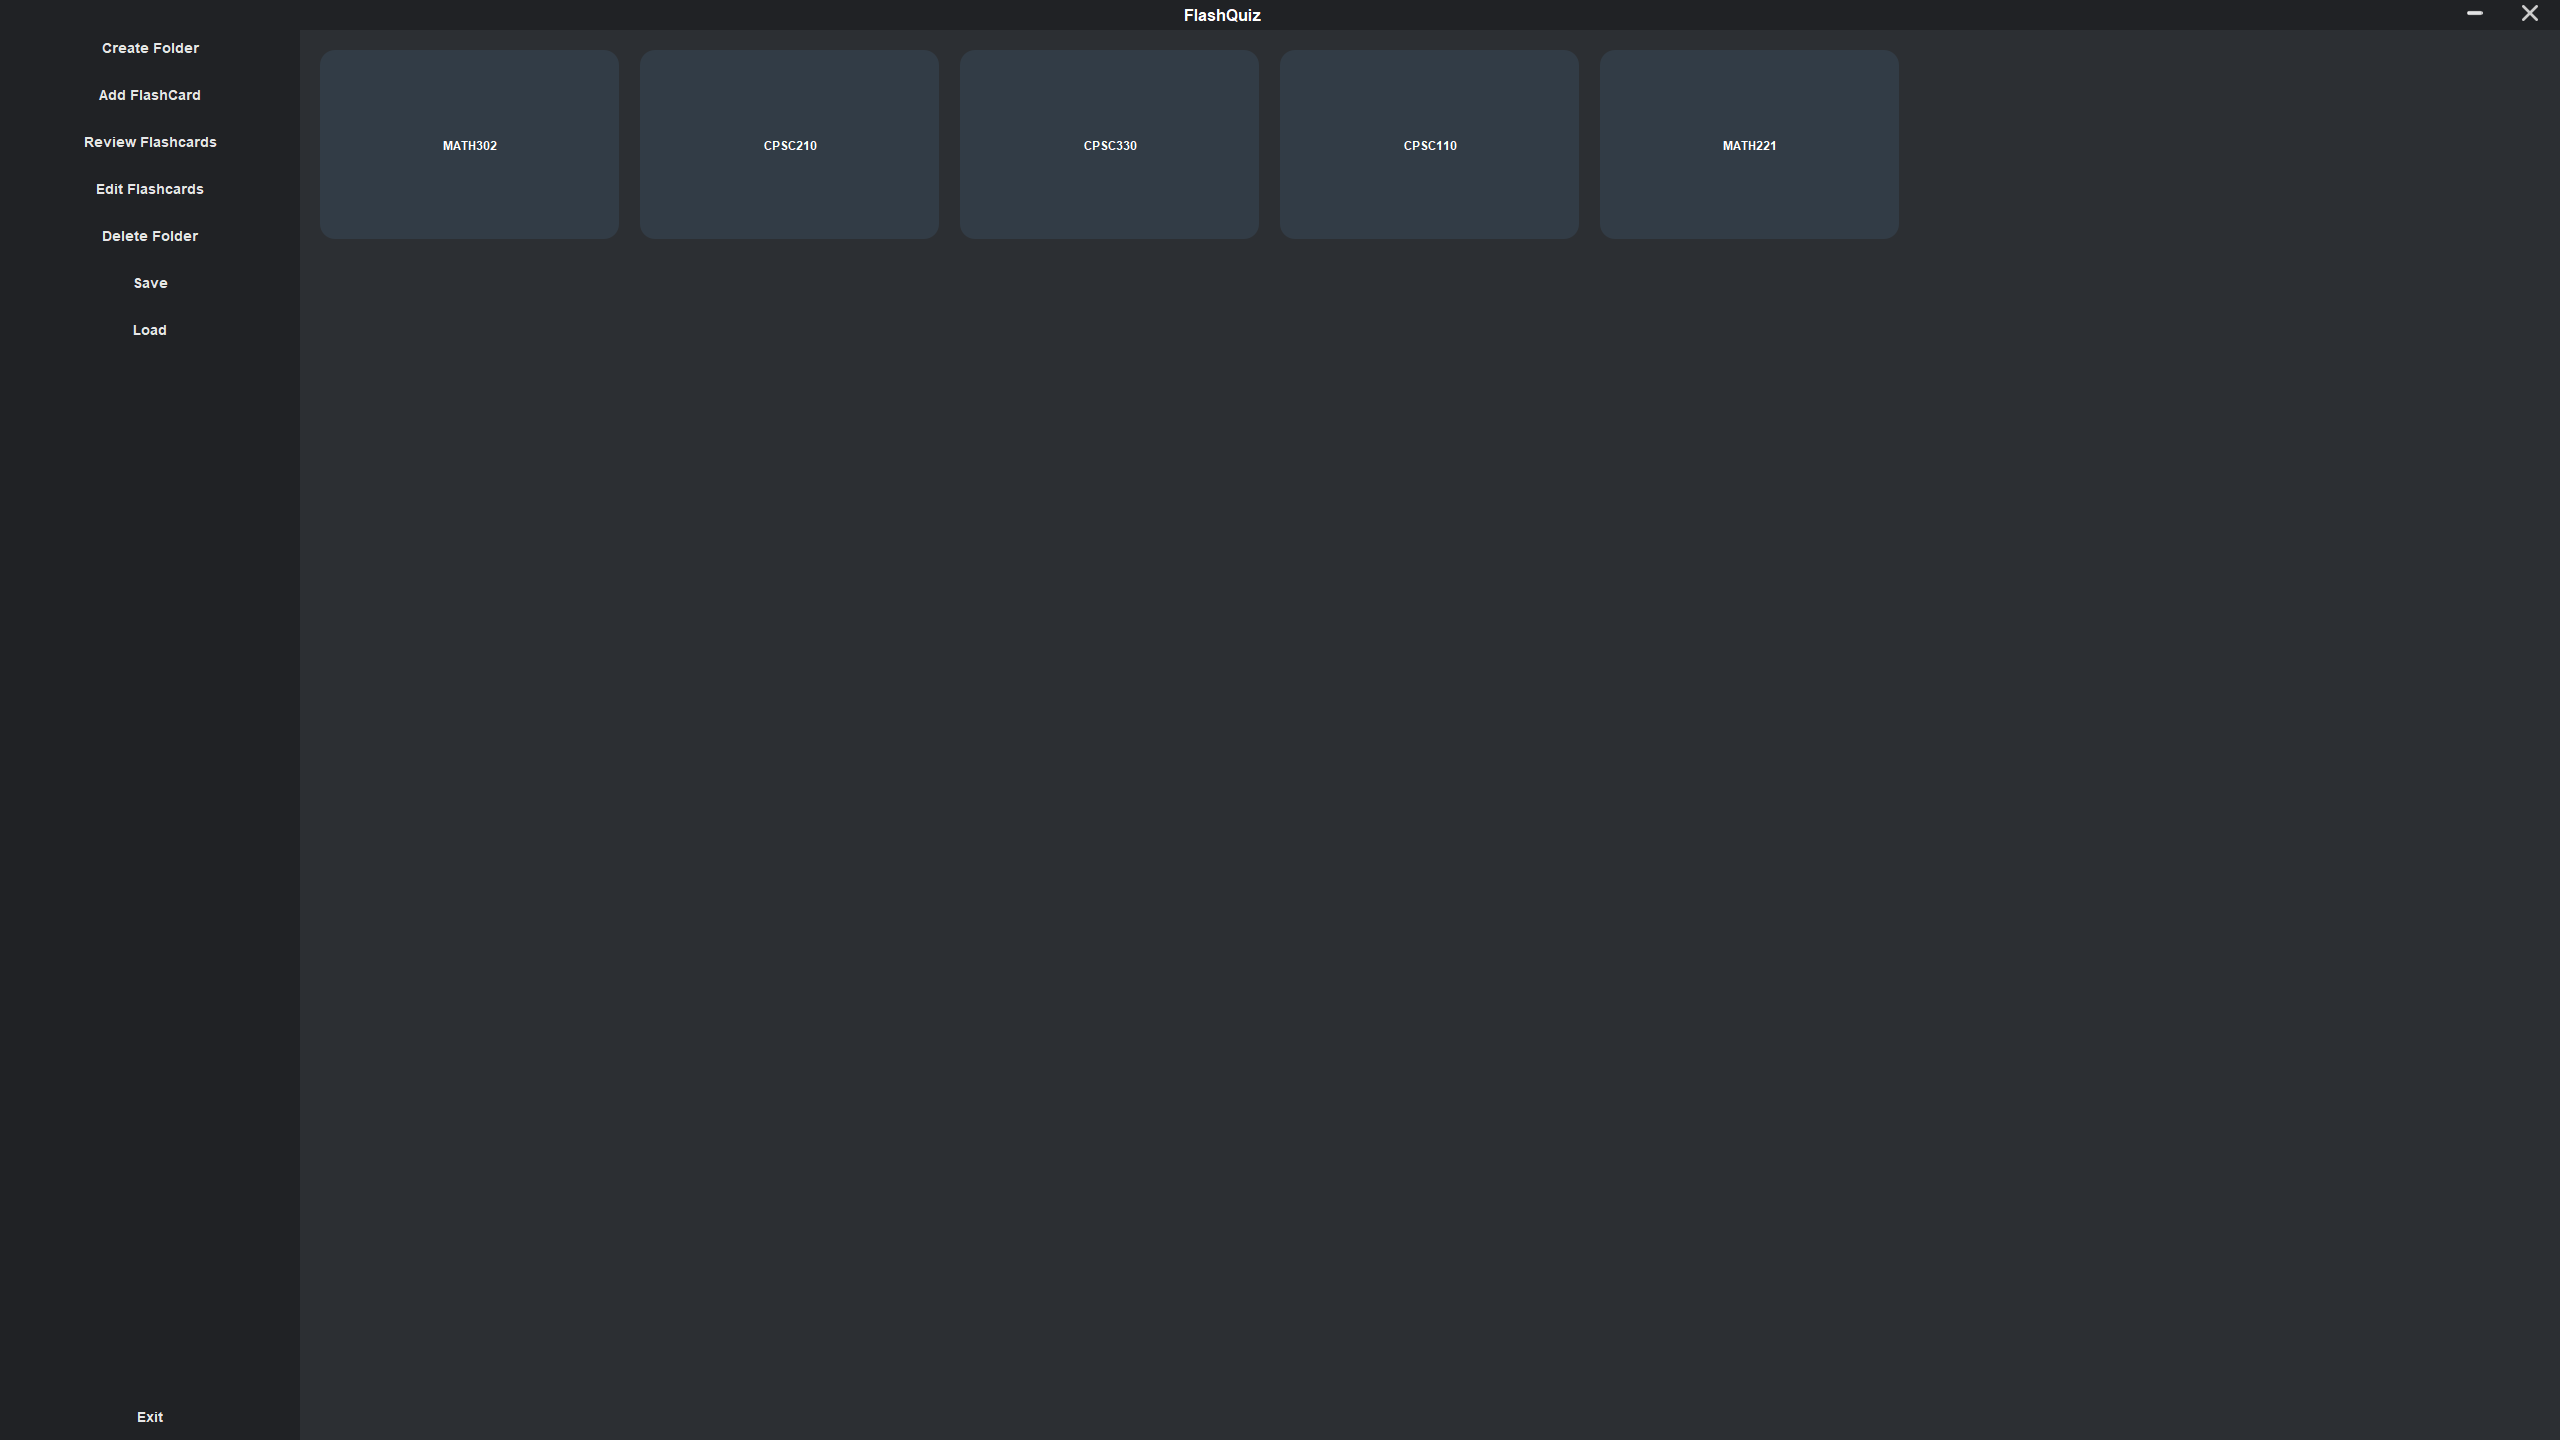 FlashQuiz
Create Folder
Add FlashCard
Review Flashcards
Edit Flashcards
Delete Folder
Save
Load
Exit
MATH302
CPSC210
CPSC330
CPSC110
MATH221